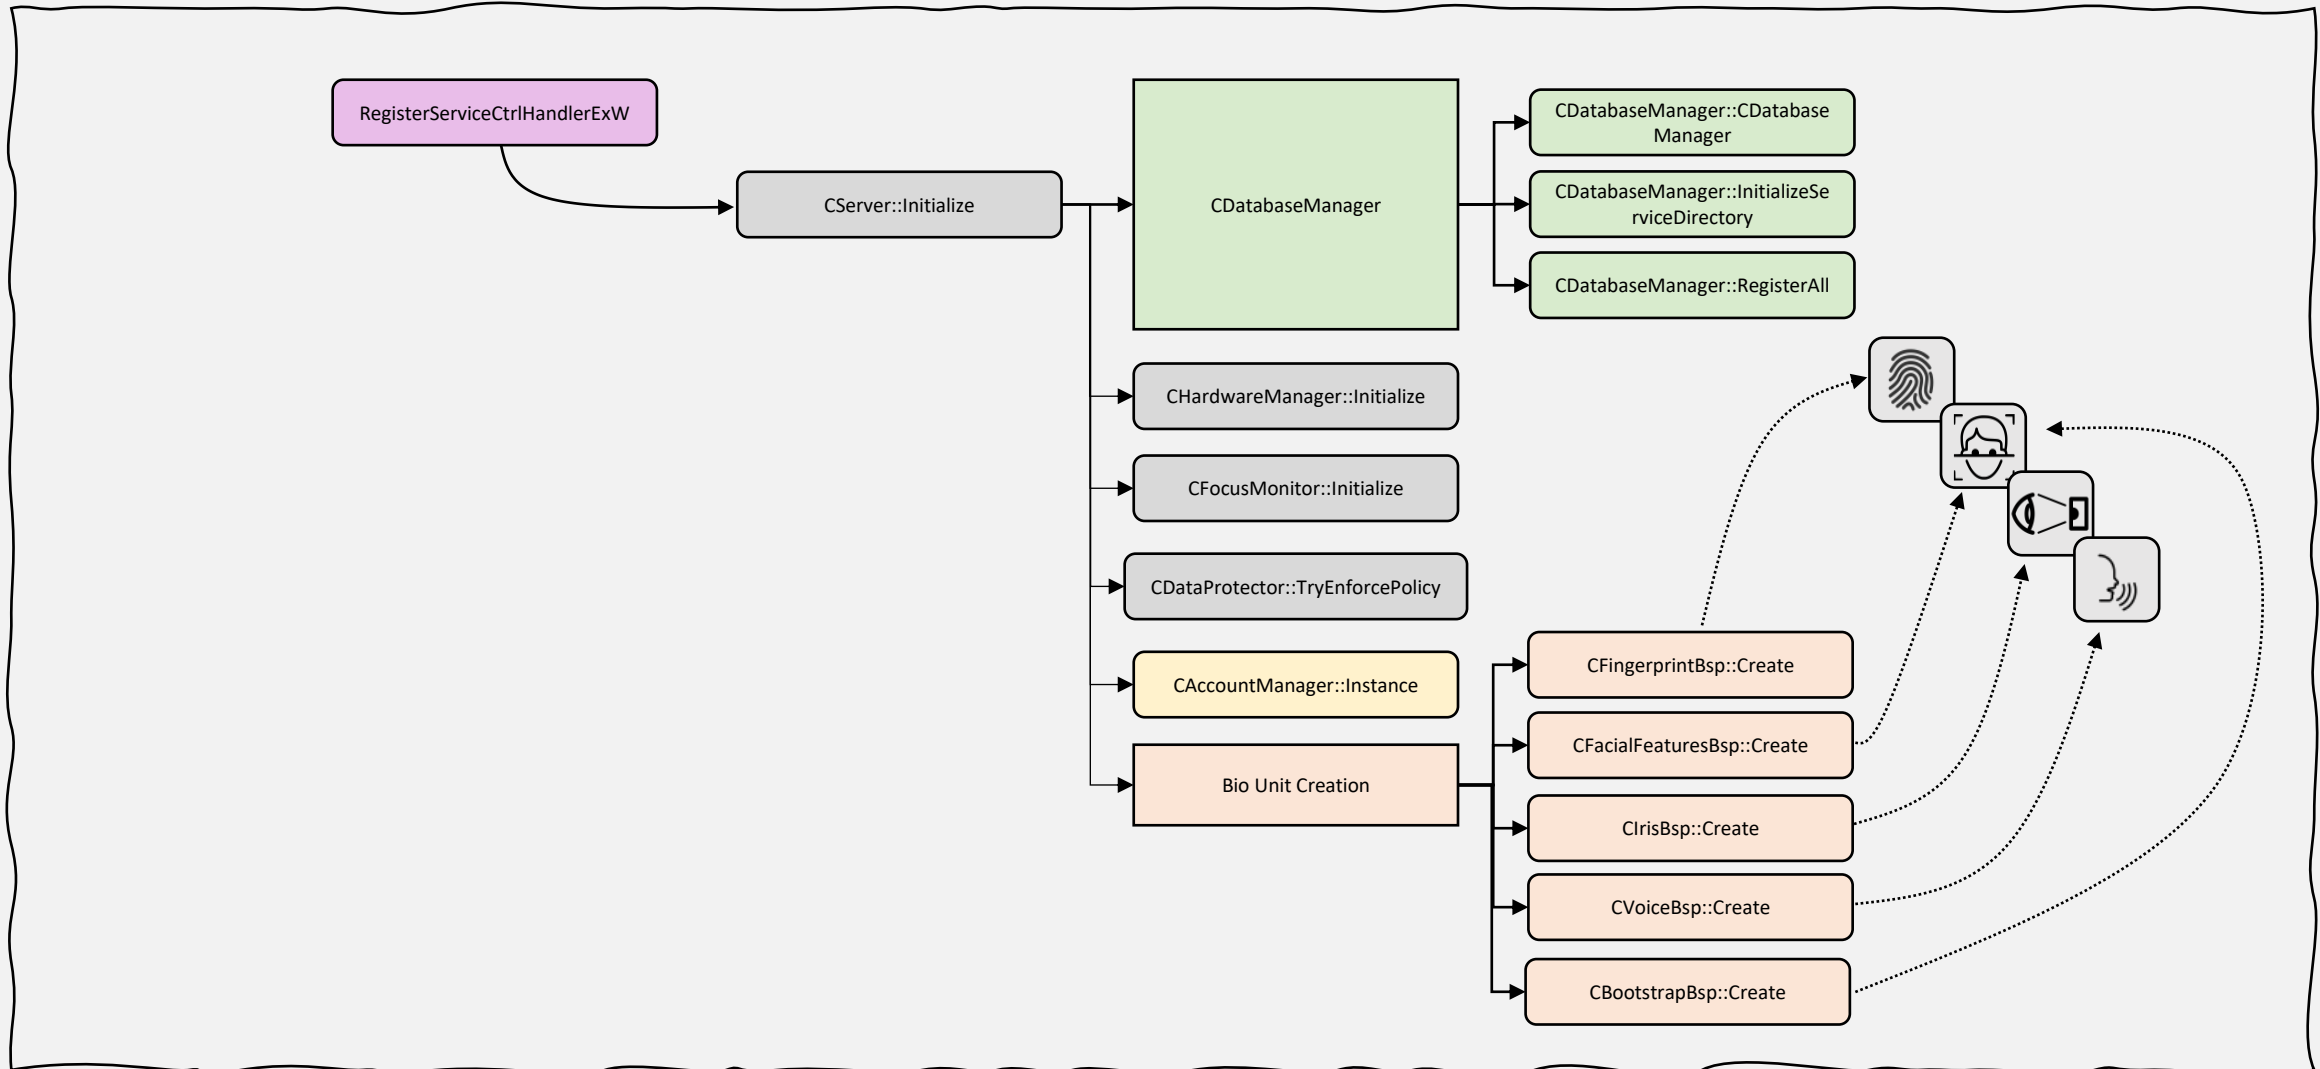 RegisterServiceCtrlHandlerExW
CServer::Initialize
CDatabaseManager
CDatabaseManager::CDatabase
Manager
CDatabaseManager::InitializeSe
rviceDirectory
CDatabaseManager::RegisterAll
CHardwareManager::Initialize
CFocusMonitor::Initialize
CDataProtector::TryEnforcePolicy
CAccountManager::Instance
Bio Unit Creation
CFingerprintBsp::Create
CFacialFeaturesBsp::Create
CIrisBsp::Create
CVoiceBsp::Create
CBootstrapBsp::Create